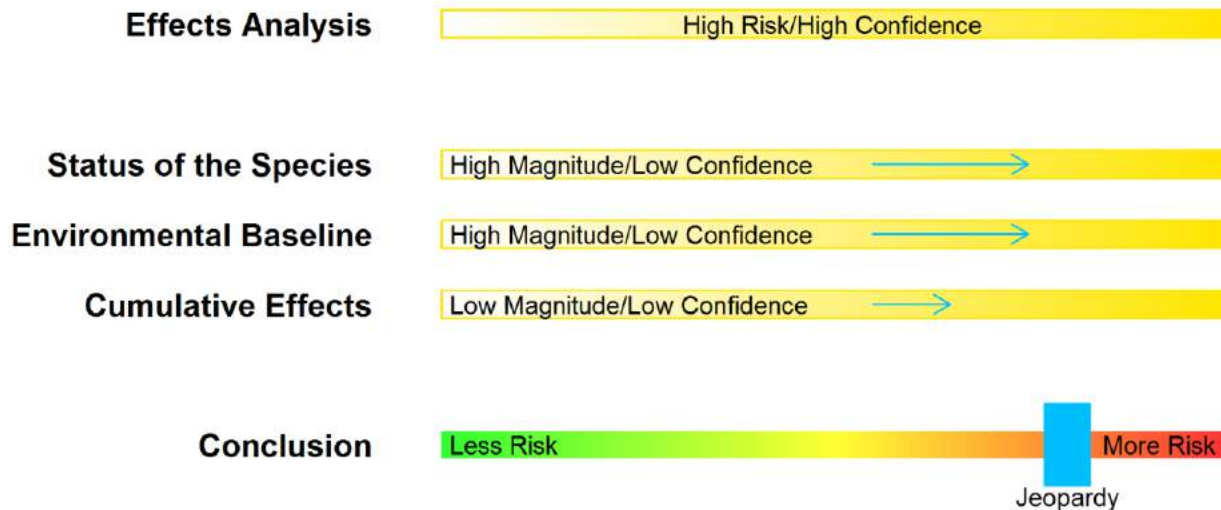 Effects Analysis High Risk/High Confidence
Status of the Species High Magnitude/Low Confidence
Environmental Baseline High Magnitude/Low Confidence
Cumulative Effects Low Magnitude/Low Confidence
Conclusion Less Risk More Risk
Jeopardy